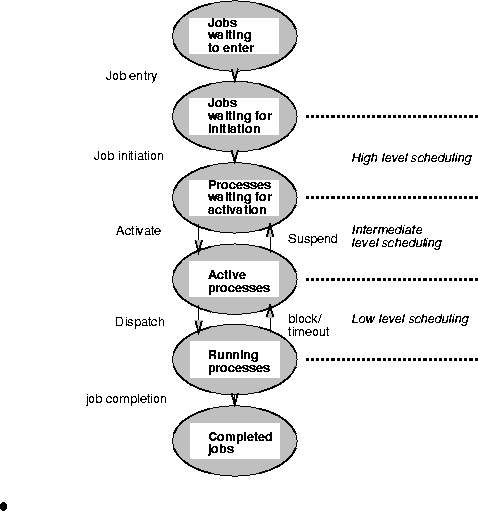 Jobs
waiting
to enter
Job entry
Jobs
waiting for
initiation
Job initiation
High level scheduling
Processes
waiting for
activation
Activate
Suspend
Intermediate
level scheduling
Active
processes
Dispatch
block/
timeout
Low level scheduling
Running
processes
job completion
Completed
jobs